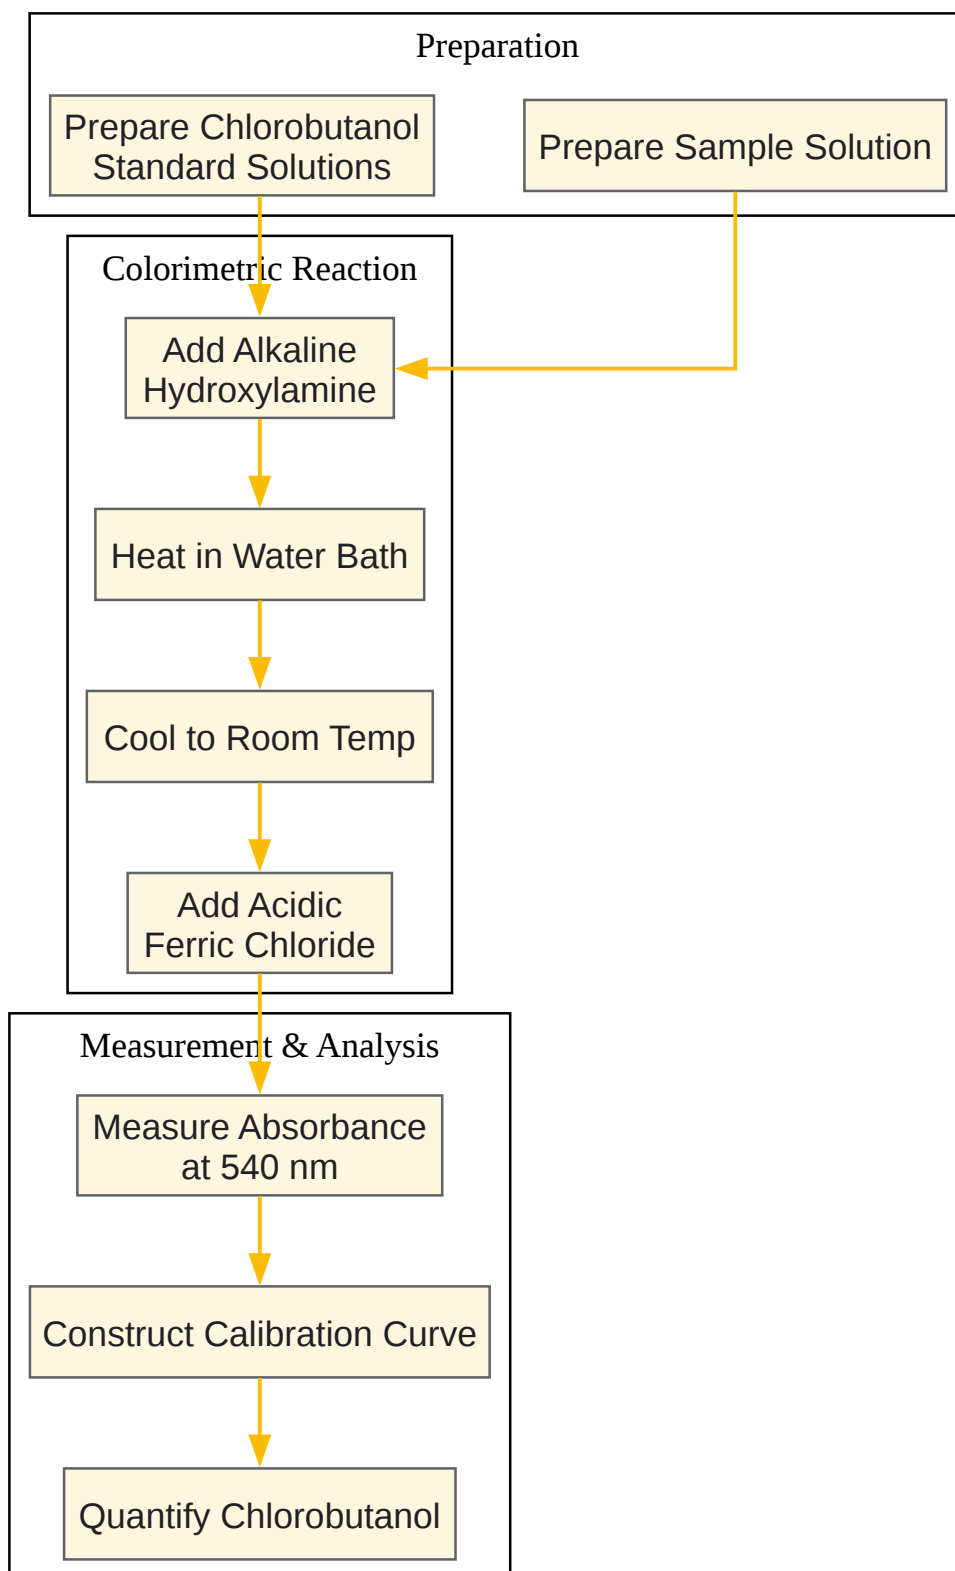 Preparation
Prepare Chlorobutanol
Standard Solutions
Prepare Sample Solution
Colorimetric Reaction
Add Alkaline
Hydroxylamine
Heat in Water Bath
Cool to Room Temp
Add Acidic
Ferric Chloride
Measurement & Analysis
Measure Absorbance
at 540 nm
Construct Calibration Curve
Quantify Chlorobutanol